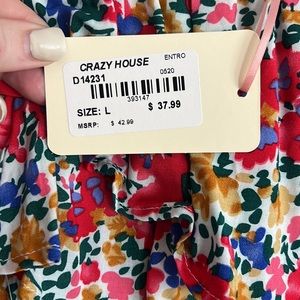 CRAZY HOUSE ENTRO
D14231 0520
393147
SIZE: L $ 37.99
MSRP: $ 42.99